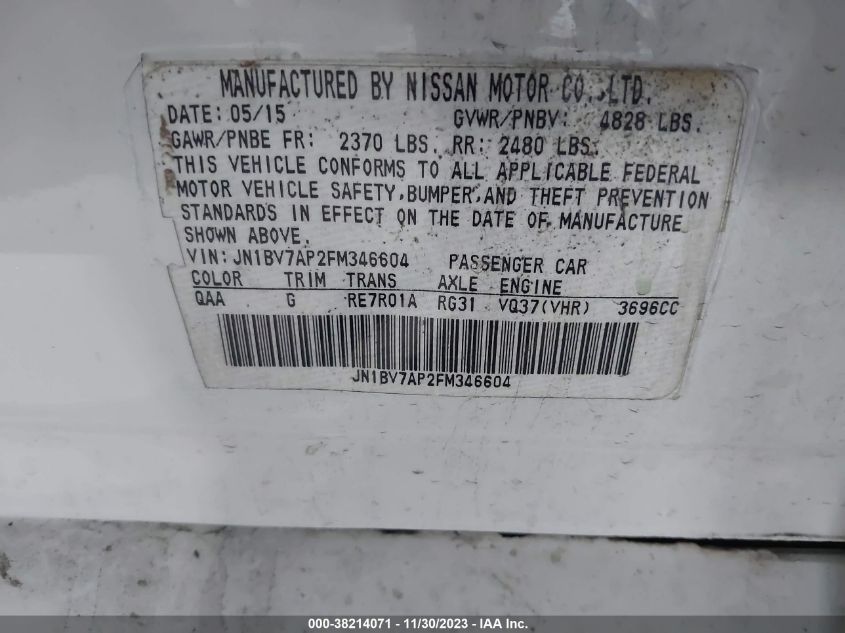 MANUFACTURED BY NISSAN MOTOR CO.,LTD.
DATE: 05/15 GVWR/PNBV: 4828 LBS.
GAWR/PNBE FR: 2370 LBS. RR: 2480 LBS.
THIS VEHICLE CONFORMS TO ALL APPLICABLE FEDERAL
MOTOR VEHICLE SAFETY,BUMPER,AND THEFT PREVENTION
STANDARDS IN EFFECT ON THE DATE OF MANUFACTURE
SHOWN ABOVE.
VIN: JN1BV7AP2FM346604 PASSENGER CAR
COLOR TRIM TRANS AXLE ENGINE
QAA G RE7R01A RG31 VQ37(VHR) 3696CC
JN1BV7AP2FM346604
000-38214071 - 11/30/2023 - IAA Inc.